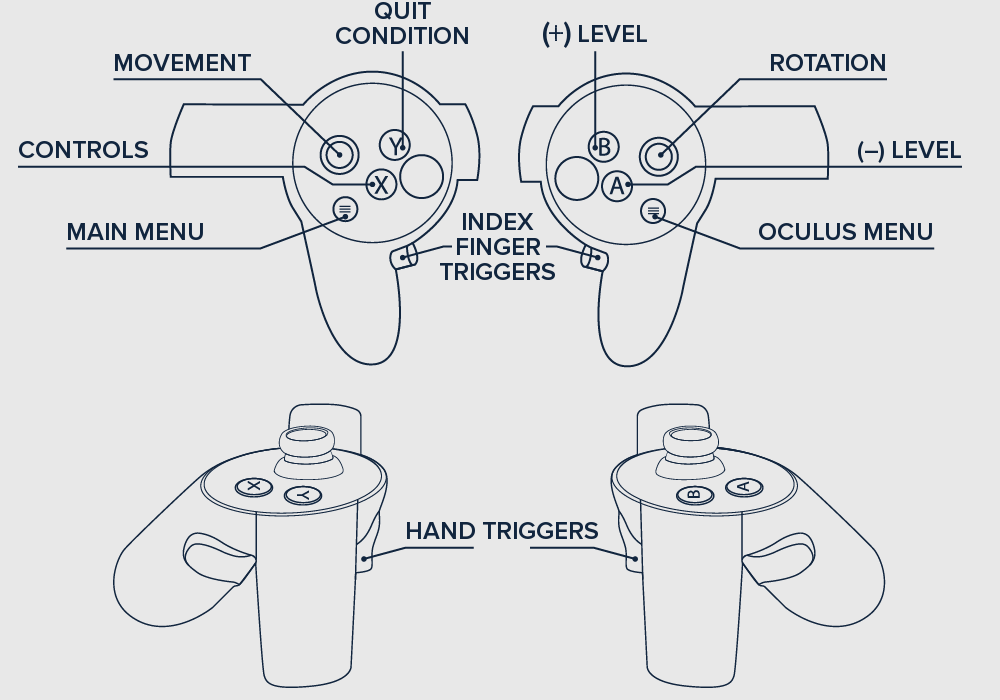 QUIT
CONDITION
(+) LEVEL
MOVEMENT
ROTATION
Y
B
CONTROLS
(–) LEVEL
X
A
MAIN MENU
INDEX
FINGER
TRIGGERS
OCULUS MENU
X
Y
B
A
HAND TRIGGERS